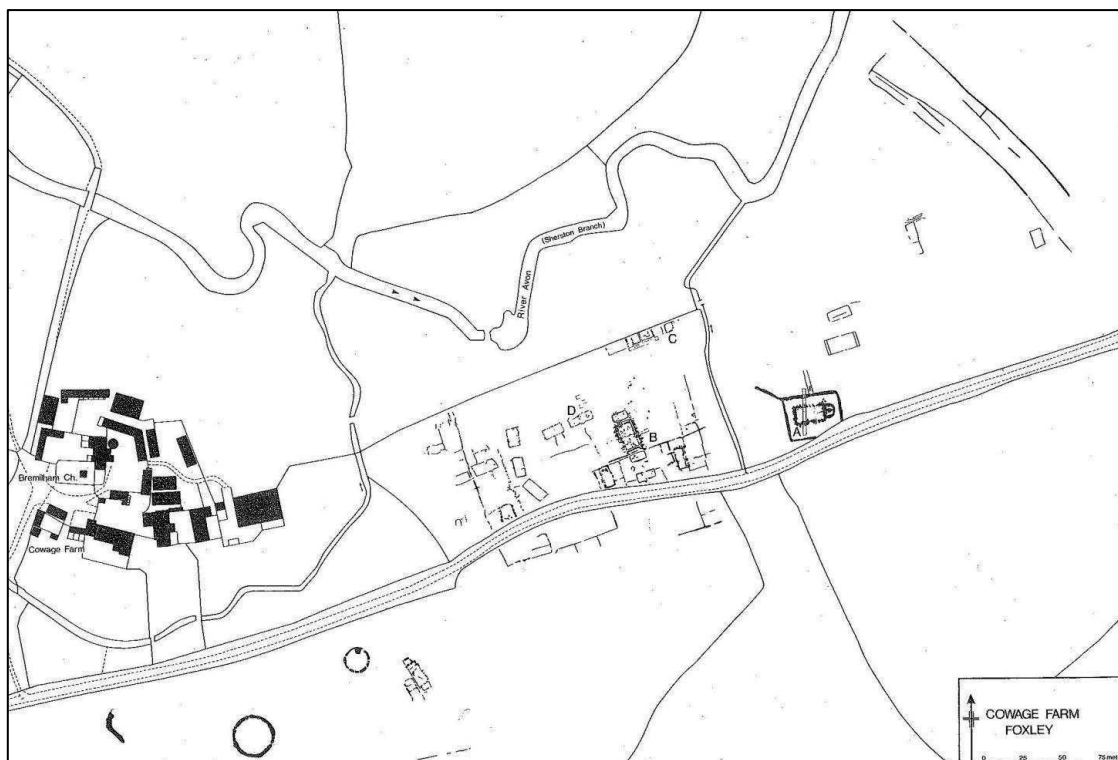 (Sherston Branch)
River Avon
C
D
B
A
Bremilham Ch.
Cowage Farm
COWAGE FARM
FOXLEY
0 25 50 75 met